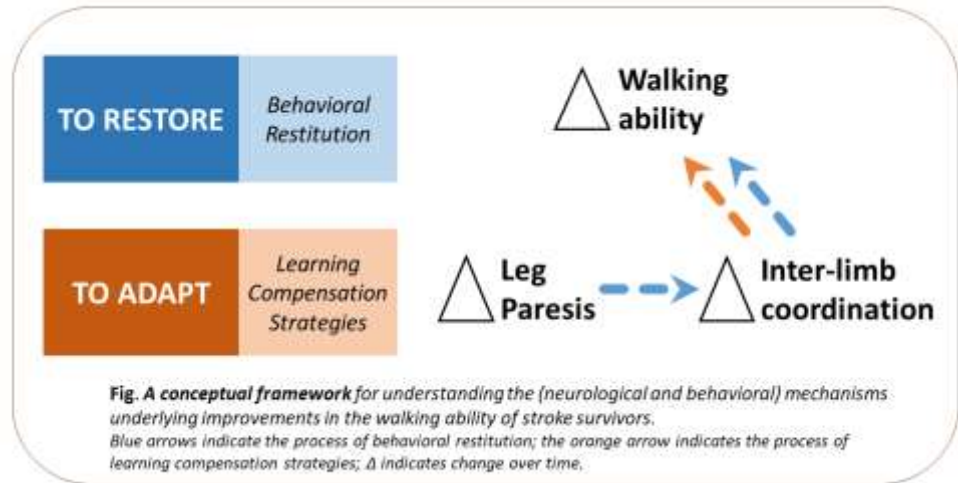 TO RESTORE
Behavioral
Restitution
Walking
ability
TO ADAPT
Learning
Compensation
Strategies
Leg
Paresis
Inter-limb
coordination
Fig. A conceptual framework for understanding the (neurological and behavioral) mechanisms
underlying improvements in the walking ability of stroke survivors.
Blue arrows indicate the process of behavioral restitution; the orange arrow indicates the process of
learning compensation strategies; Δ indicates change over time.